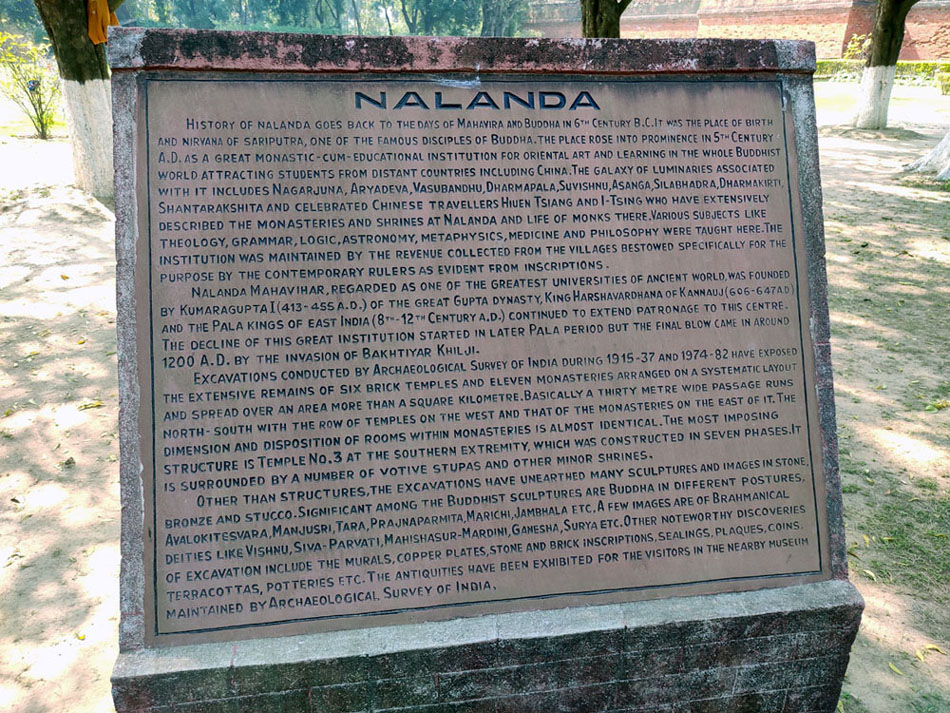 NALANDA
HISTORY OF NALANDA GOES BACK TO THE DAYS OF MAHAVIRA AND BUDDHA IN 6TH CENTURY B.C. IT WAS THE PLACE OF BIRTH
AND NIRVANA OF SARIPUTRA, ONE OF THE FAMOUS DISCIPLES OF BUDDHA. THE PLACE ROSE INTO PROMINENCE IN 5TH CENTURY
A.D. AS A GREAT MONASTIC-CUM-EDUCATIONAL INSTITUTION FOR ORIENTAL ART AND LEARNING IN THE WHOLE BUDDHIST
WORLD ATTRACTING STUDENTS FROM DISTANT COUNTRIES INCLUDING CHINA. THE GALAXY OF LUMINARIES ASSOCIATED
WITH IT INCLUDES NAGARJUNA, ARYADEVA, VASUBANDHU, DHARMAPALA, SUVISHNU, ASANGA, SILABHADRA, DHARMAKIRTI,
SHANTARAKSHITA AND CELEBRATED CHINESE TRAVELLERS HIUEN TSIANG AND I-TSING WHO HAVE EXTENSIVELY
DESCRIBED THE MONASTERIES AND SHRINES AT NALANDA AND LIFE OF MONKS THERE. VARIOUS SUBJECTS LIKE
THEOLOGY, GRAMMAR, LOGIC, ASTRONOMY, METAPHYSICS, MEDICINE AND PHILOSOPHY WERE TAUGHT HERE. THE
INSTITUTION WAS MAINTAINED BY THE REVENUE COLLECTED FROM THE VILLAGES BESTOWED SPECIFICALLY FOR THE
PURPOSE BY THE CONTEMPORARY RULERS AS EVIDENT FROM INSCRIPTIONS.
NALANDA MAHAVIHAR, REGARDED AS ONE OF THE GREATEST UNIVERSITIES OF ANCIENT WORLD, WAS FOUNDED
BY KUMARAGUPTA I (413-455 A.D.) OF THE GREAT GUPTA DYNASTY, KING HARSHAVARDHANA OF KANNAUJ (606-647 A.D)
AND THE PALA KINGS OF EAST INDIA (8TH-12TH CENTURY A.D.) CONTINUED TO EXTEND PATRONAGE TO THIS CENTRE.
THE DECLINE OF THIS GREAT INSTITUTION STARTED IN LATER PALA PERIOD BUT THE FINAL BLOW CAME IN AROUND
1200 A.D. BY THE INVASION OF BAKHTIYAR KHILJI.
EXCAVATIONS CONDUCTED BY ARCHAEOLOGICAL SURVEY OF INDIA DURING 1915-37 AND 1974-82 HAVE EXPOSED
THE EXTENSIVE REMAINS OF SIX BRICK TEMPLES AND ELEVEN MONASTERIES ARRANGED ON A SYSTEMATIC LAYOUT
AND SPREAD OVER AN AREA MORE THAN A SQUARE KILOMETRE. BASICALLY A THIRTY METRE WIDE PASSAGE RUNS
NORTH-SOUTH WITH THE ROW OF TEMPLES ON THE WEST AND THAT OF THE MONASTERIES ON THE EAST OF IT. THE
DIMENSION AND DISPOSITION OF ROOMS WITHIN MONASTERIES IS ALMOST IDENTICAL. THE MOST IMPOSING
STRUCTURE IS TEMPLE NO. 3 AT THE SOUTHERN EXTREMITY, WHICH WAS CONSTRUCTED IN SEVEN PHASES. IT
IS SURROUNDED BY A NUMBER OF VOTIVE STUPAS AND OTHER MINOR SHRINES.
OTHER THAN STRUCTURES, THE EXCAVATIONS HAVE UNEARTHED MANY SCULPTURES AND IMAGES IN STONE,
BRONZE AND STUCCO. SIGNIFICANT AMONG THE BUDDHIST SCULPTURES ARE BUDDHA IN DIFFERENT POSTURES,
AVALOKITESVARA, MANJUSRI, TARA, PRAJNAPARMITA, MARICHI, JAMBHALA ETC. A FEW IMAGES ARE OF BRAHMANICAL
DEITIES LIKE VISHNU, SIVA-PARVATI, MAHISHASUR-MARDINI, GANESHA, SURYA ETC. OTHER NOTEWORTHY DISCOVERIES
OF EXCAVATION INCLUDE THE MURALS, COPPER PLATES, STONE AND BRICK INSCRIPTIONS, SEALINGS, PLAQUES, COINS,
TERRACOTTAS, POTTERIES ETC. THE ANTIQUITIES HAVE BEEN EXHIBITED FOR THE VISITORS IN THE NEARBY MUSEUM
MAINTAINED BY ARCHAEOLOGICAL SURVEY OF INDIA.